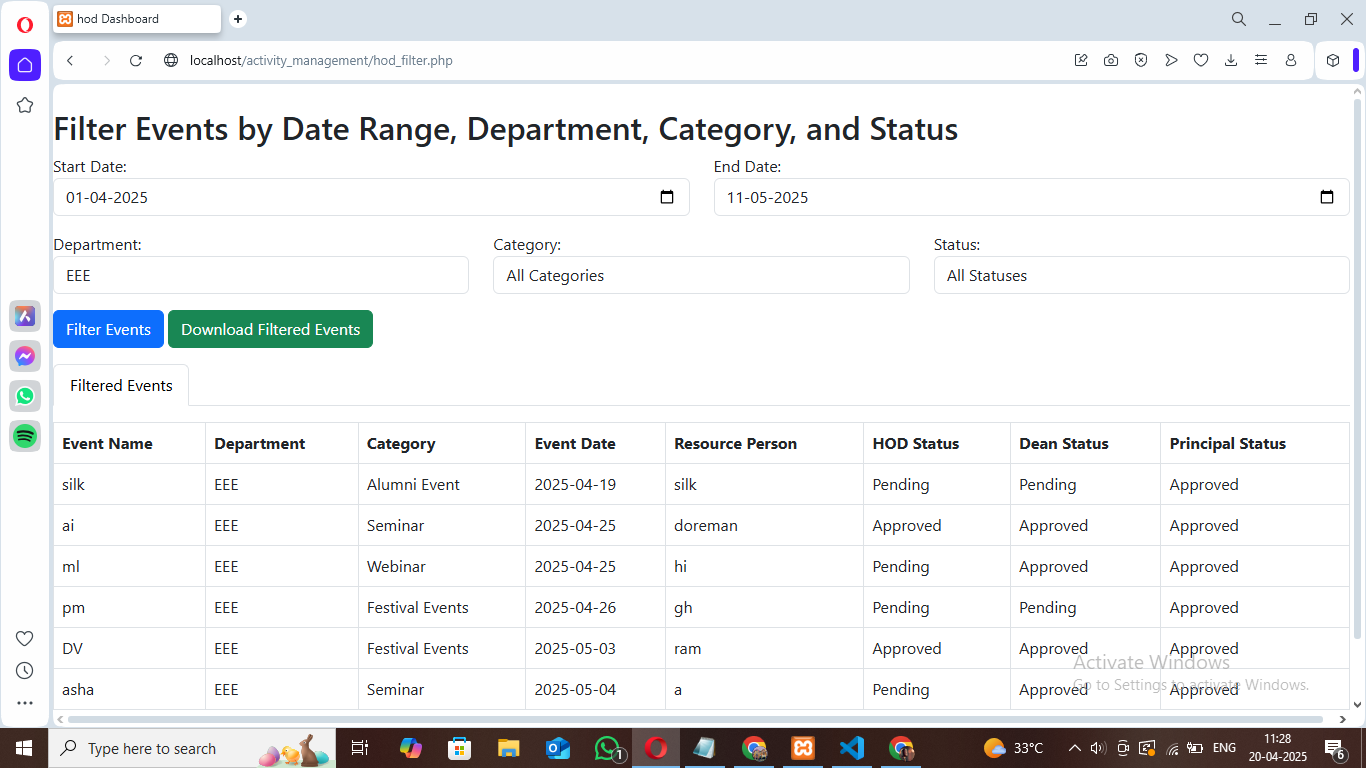 hod Dashboard
localhost/activity_management/hod_filter.php
Filter Events by Date Range, Department, Category, and Status
Start Date: End Date:
01-04-2025 11-05-2025
Department: Category: Status:
EEE All Categories All Statuses
Filter Events Download Filtered Events
Filtered Events
Event Name Department Category Event Date Resource Person HOD Status Dean Status Principal Status
silk EEE Alumni Event 2025-04-19 silk Pending Pending Approved
ai EEE Seminar 2025-04-25 doreman Approved Approved Approved
ml EEE Webinar 2025-04-25 hi Pending Approved Approved
pm EEE Festival Events 2025-04-26 gh Pending Pending Approved
DV EEE Festival Events 2025-05-03 ram Approved Approved Approved
Activate Windows
asha EEE Seminar 2025-05-04 a Pending Approved Approved
Go to Settings to activate Windows.
Type here to search 1 33°C ENG 11:28
20-04-2025 6